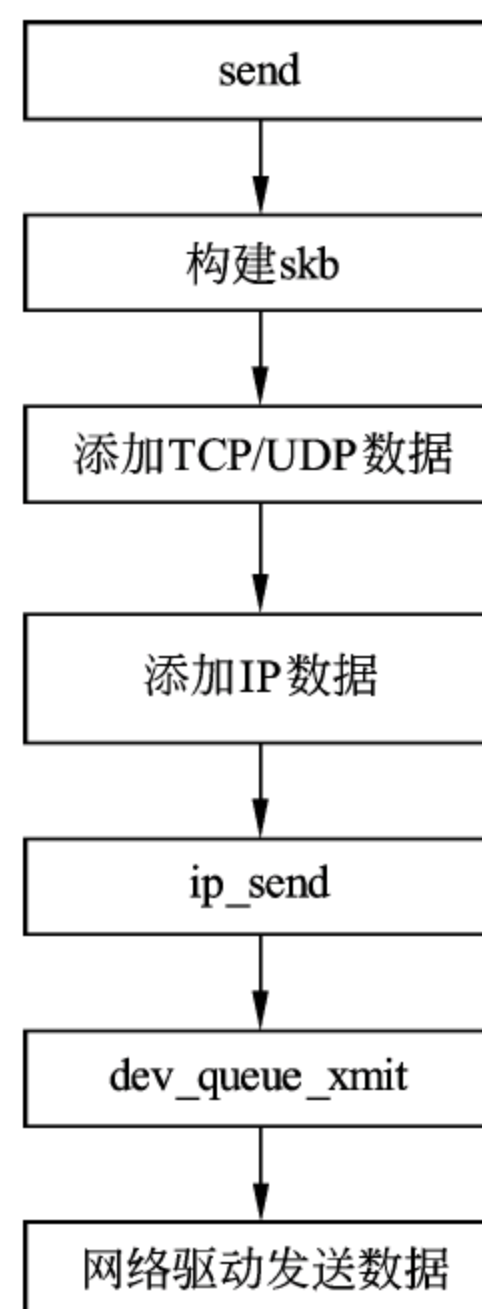 send
构建skb
添加TCP/UDP数据
添加IP数据
ip_send
dev_queue_xmit
网络驱动发送数据